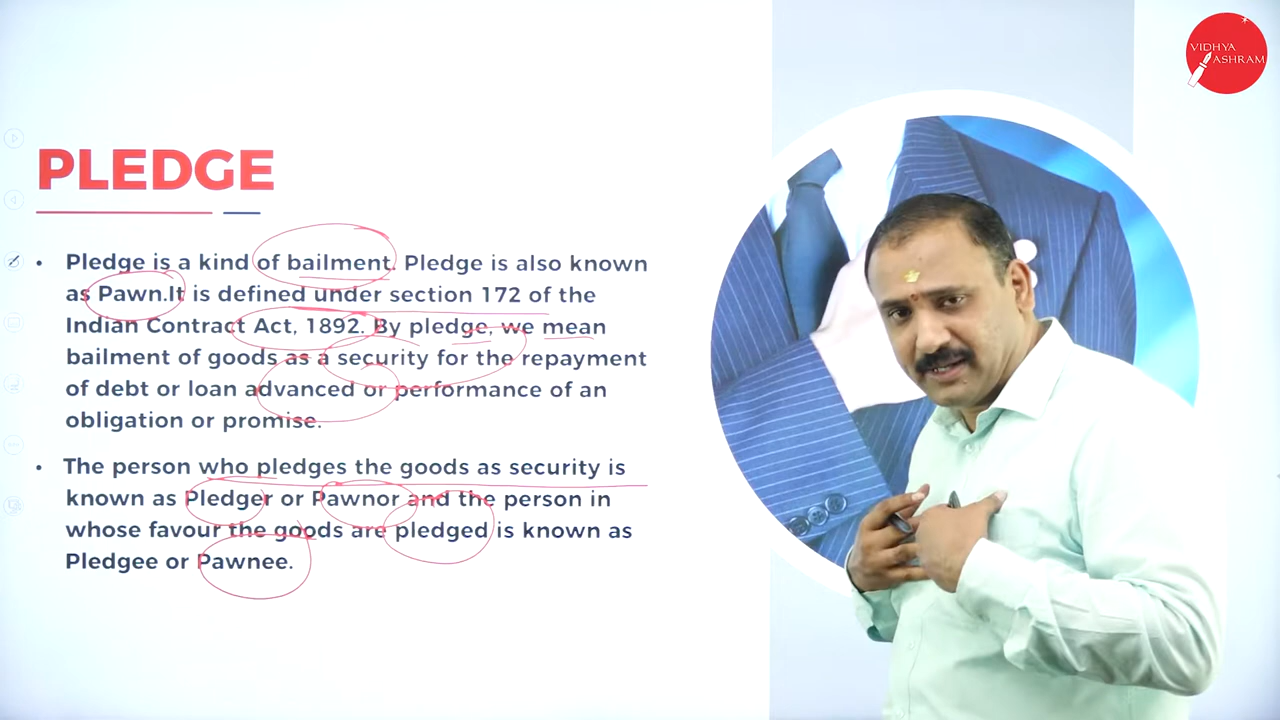 VIDHYA
ASHRAM
PLEDGE
• Pledge is a kind of bailment. Pledge is also known
as Pawn.It is defined under section 172 of the
Indian Contract Act, 1892. By pledge, we mean
bailment of goods as a security for the repayment
of debt or loan advanced or performance of an
obligation or promise.
• The person who pledges the goods as security is
known as Pledger or Pawnor and the person in
whose favour the goods are pledged is known as
Pledgee or Pawnee.